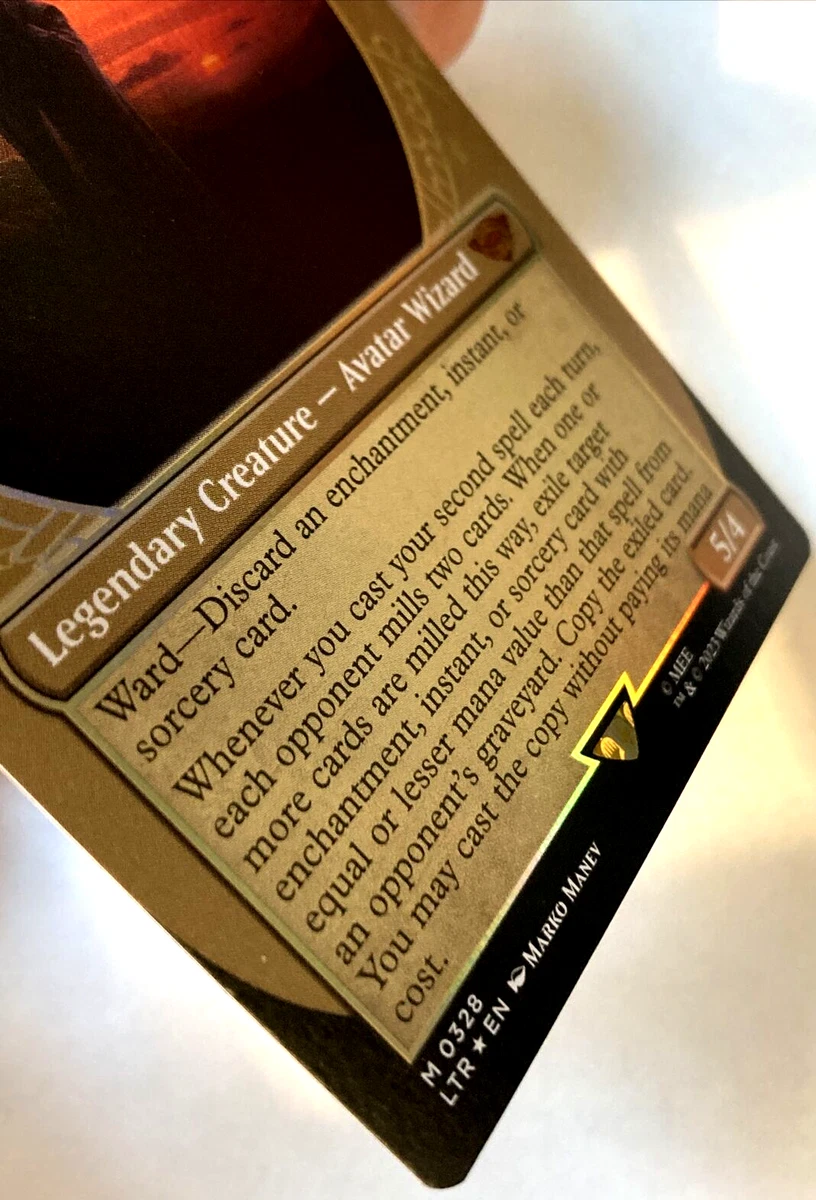 Legendary Creature — Avatar Wizard
Ward—Discard an enchantment, instant, or
sorcery card.
Whenever you cast your second spell each turn,
each opponent mills two cards. When one or
more cards are milled this way, exile target
enchantment, instant, or sorcery card with
equal or lesser mana value than that spell from
an opponent's graveyard. Copy the exiled card.
You may cast the copy without paying its mana
cost.
5/4
M 0328
LTR ★ EN MARKO MANEV
© MEE
™ & © 2023 Wizards of the Coast